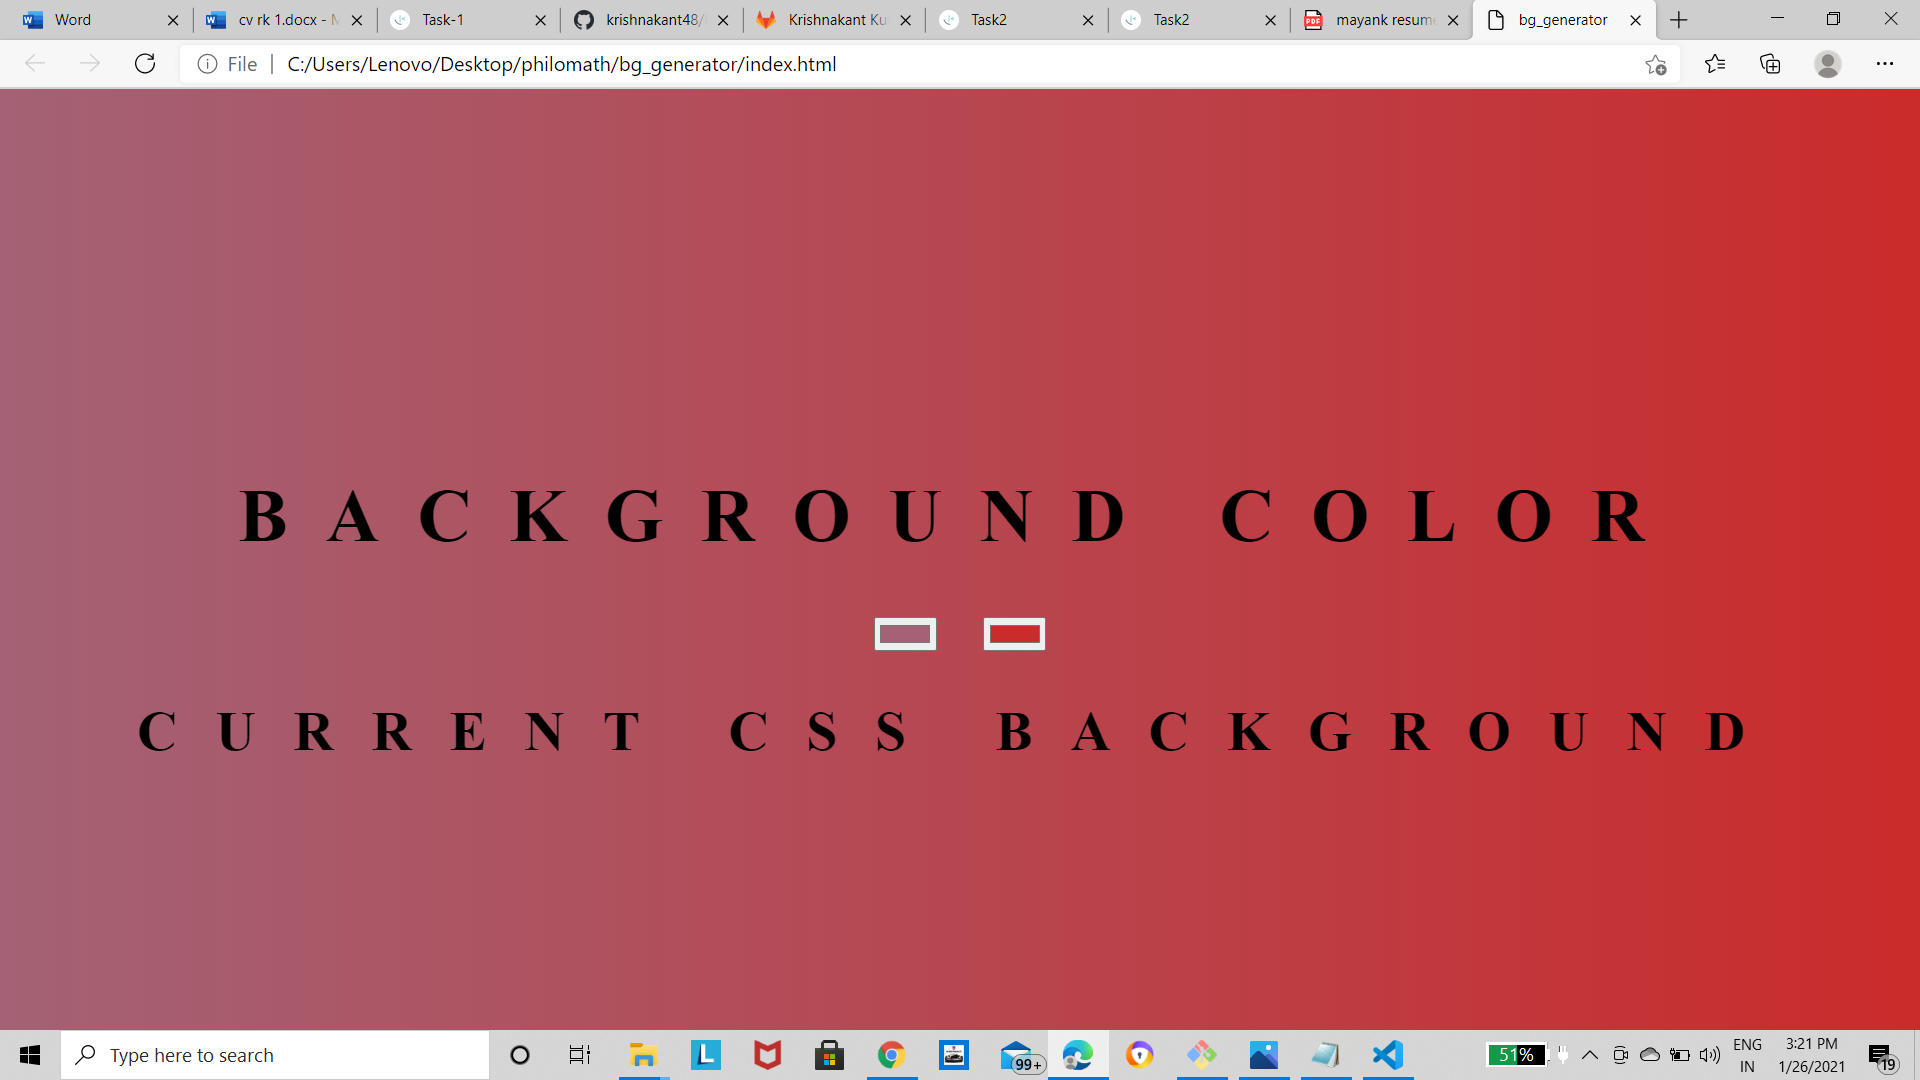 Word
cv rk 1.docx - M
Task-1
krishnakant48/
Krishnakant Ku
Task2
Task2
PDF
mayank resume
bg_generator
File
C:/Users/Lenovo/Desktop/philomath/bg_generator/index.html
BACKGROUND COLOR
CURRENT CSS BACKGROUND
Type here to search
L
99+
51%
ENG
IN
3:21 PM
1/26/2021
19